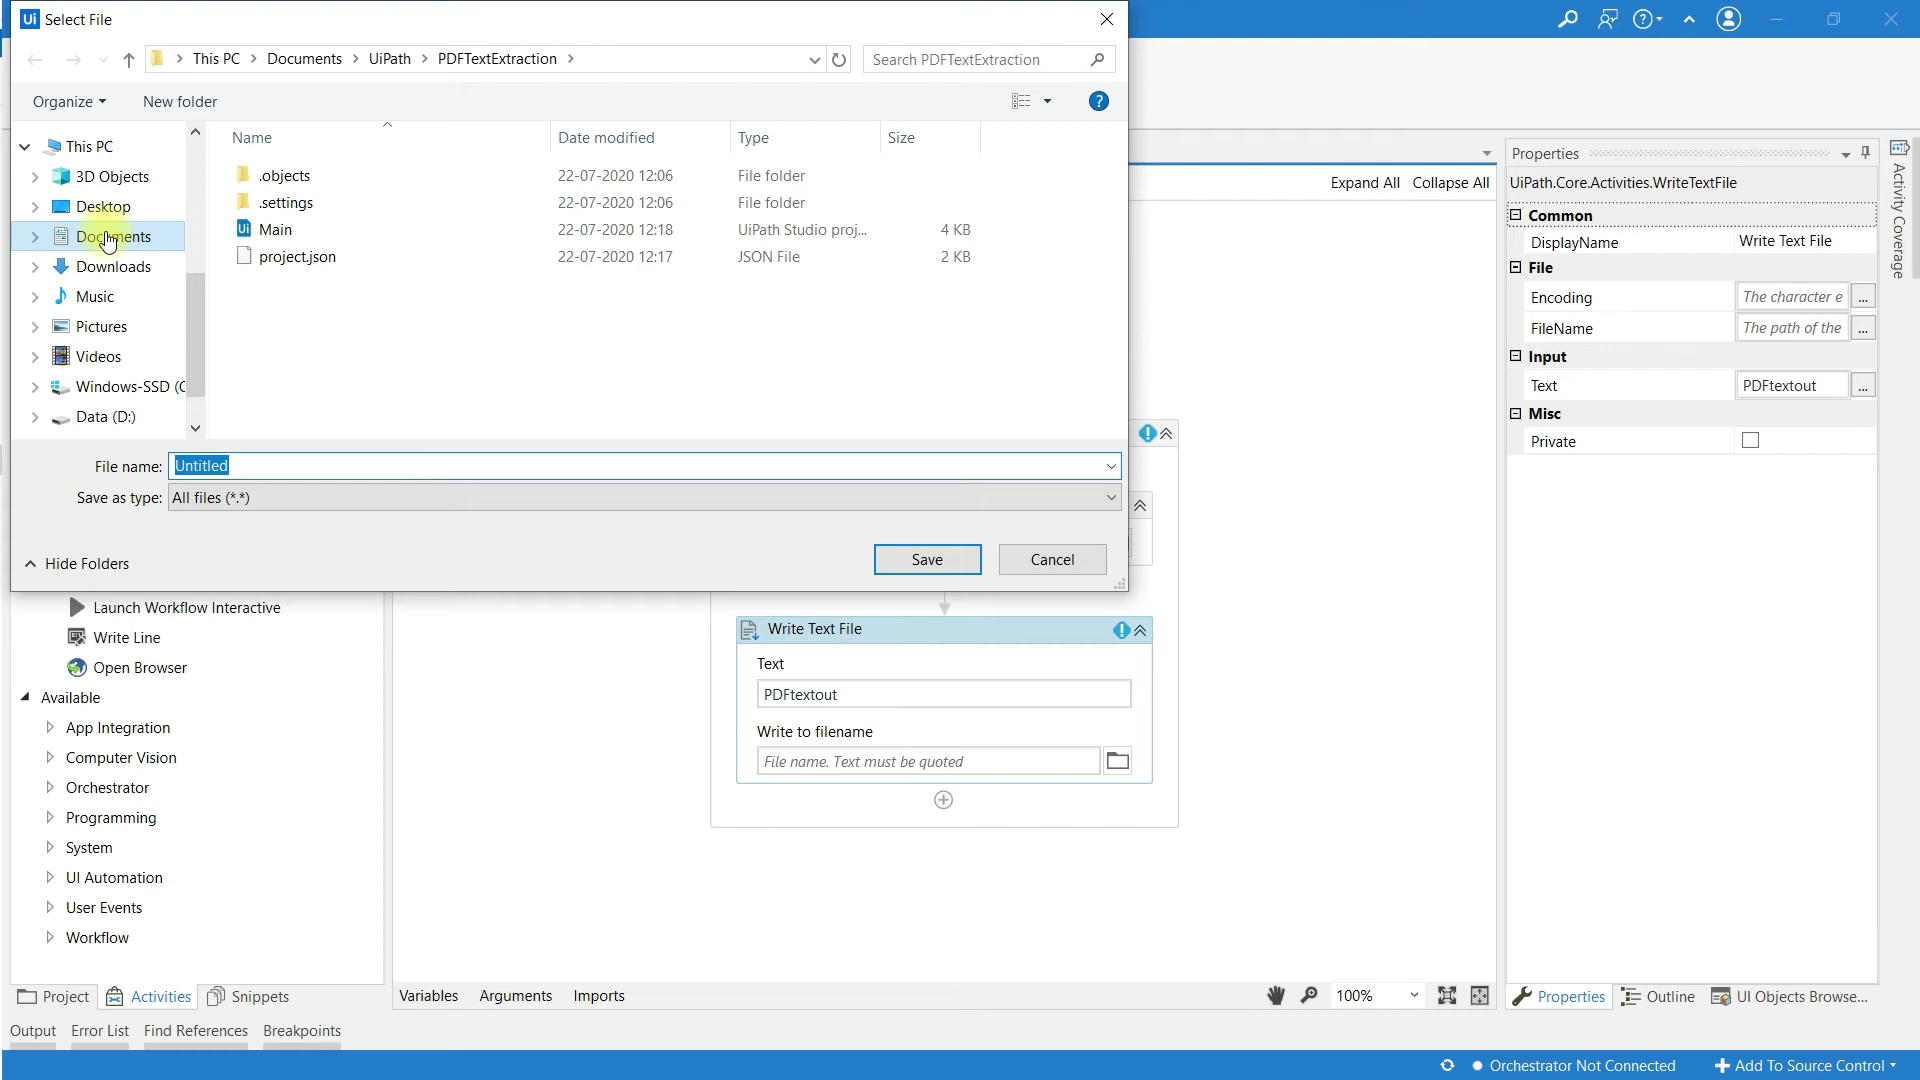 Ui Select File
This PC > Documents > UiPath > PDFTextExtraction >
Search PDFTextExtraction
Organize
New folder
Name
Date modified
Type
Size
.objects 22-07-2020 12:06 File folder
.settings 22-07-2020 12:06 File folder
Ui Main 22-07-2020 12:18 UiPath Studio proj... 4 KB
project.json 22-07-2020 12:17 JSON File 2 KB
This PC
3D Objects
Desktop
Documents
Downloads
Music
Pictures
Videos
Windows-SSD (C
Data (D:)
File name: Untitled
Save as type: All files (*.*)
Hide Folders
Save
Cancel
Launch Workflow Interactive
Write Line
Open Browser
Available
App Integration
Computer Vision
Orchestrator
Programming
System
UI Automation
User Events
Workflow
Project
Activities
Snippets
Expand All Collapse All
Write Text File
Text
PDFtextout
Write to filename
File name. Text must be quoted
Variables
Arguments
Imports
100%
Properties
UiPath.Core.Activities.WriteTextFile
Common
DisplayName Write Text File
File
Encoding The character e ...
FileName The path of the ...
Input
Text PDFtextout ...
Misc
Private
Activity Coverage
Properties
Outline
UI Objects Browse...
Output
Error List
Find References
Breakpoints
Orchestrator Not Connected
Add To Source Control